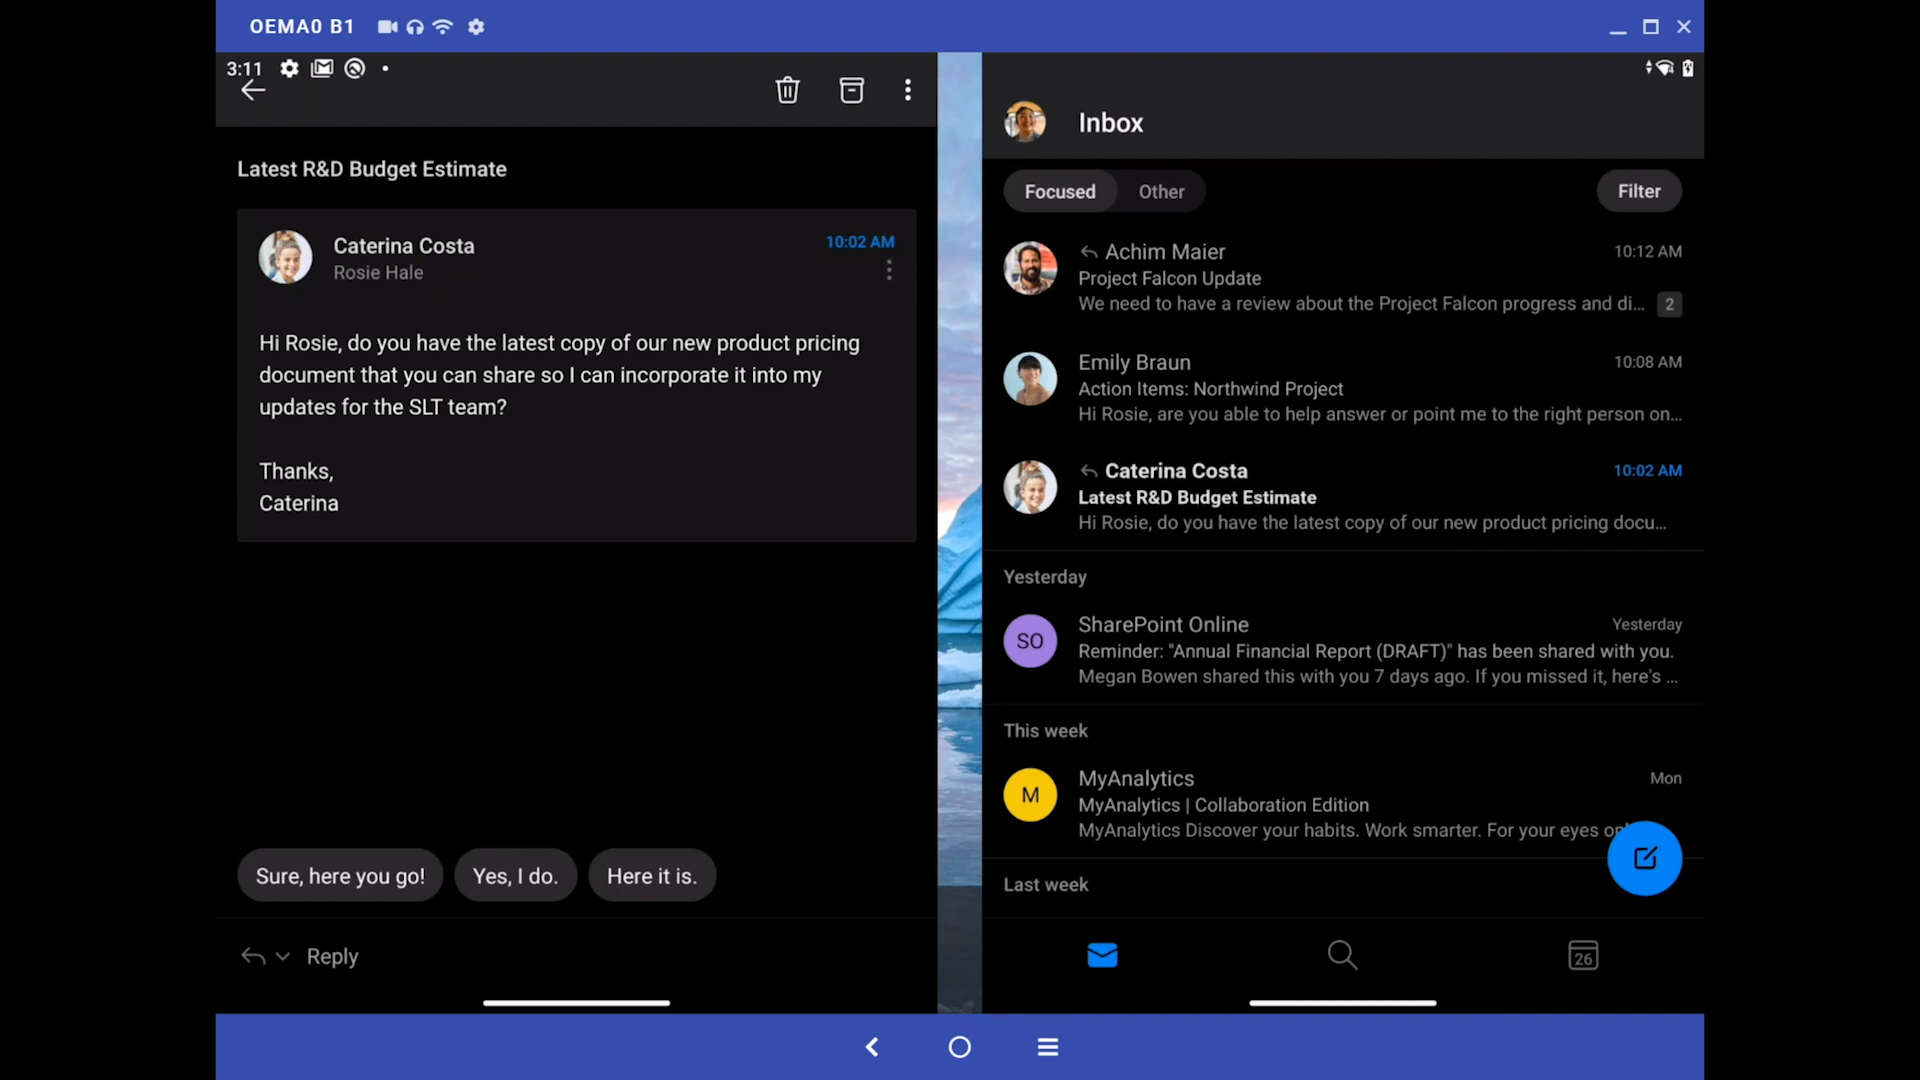 OEMA0 B1
3:11
Latest R&D Budget Estimate
Caterina Costa
10:02 AM
Rosie Hale
Hi Rosie, do you have the latest copy of our new product pricing
document that you can share so I can incorporate it into my
updates for the SLT team?
Thanks,
Caterina
Sure, here you go!
Yes, I do.
Here it is.
Reply
Inbox
Focused
Other
Filter
Achim Maier
10:12 AM
Project Falcon Update
We need to have a review about the Project Falcon progress and di...
2
Emily Braun
10:08 AM
Action Items: Northwind Project
Hi Rosie, are you able to help answer or point me to the right person on...
Caterina Costa
10:02 AM
Latest R&D Budget Estimate
Hi Rosie, do you have the latest copy of our new product pricing docu...
Yesterday
SO
SharePoint Online
Yesterday
Reminder: "Annual Financial Report (DRAFT)" has been shared with you.
Megan Bowen shared this with you 7 days ago. If you missed it, here's ...
This week
M
MyAnalytics
Mon
MyAnalytics | Collaboration Edition
MyAnalytics Discover your habits. Work smarter. For your eyes
Last week
26